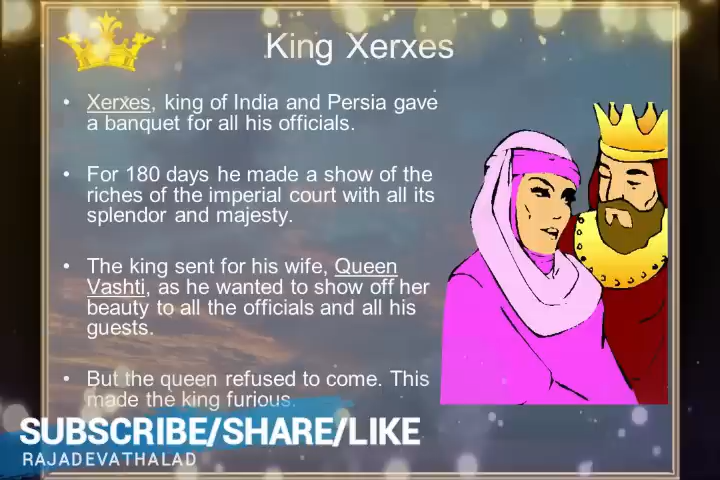 King Xerxes
• Xerxes, king of India and Persia gave
a banquet for all his officials.
• For 180 days he made a show of the
riches of the imperial court with all its
splendor and majesty.
• The king sent for his wife, Queen
Vashti, as he wanted to show off her
beauty to all the officials and all his
guests.
• But the queen refused to come. This
made the king furious.
SUBSCRIBE/SHARE/LIKE
RAJADEVATHALAD